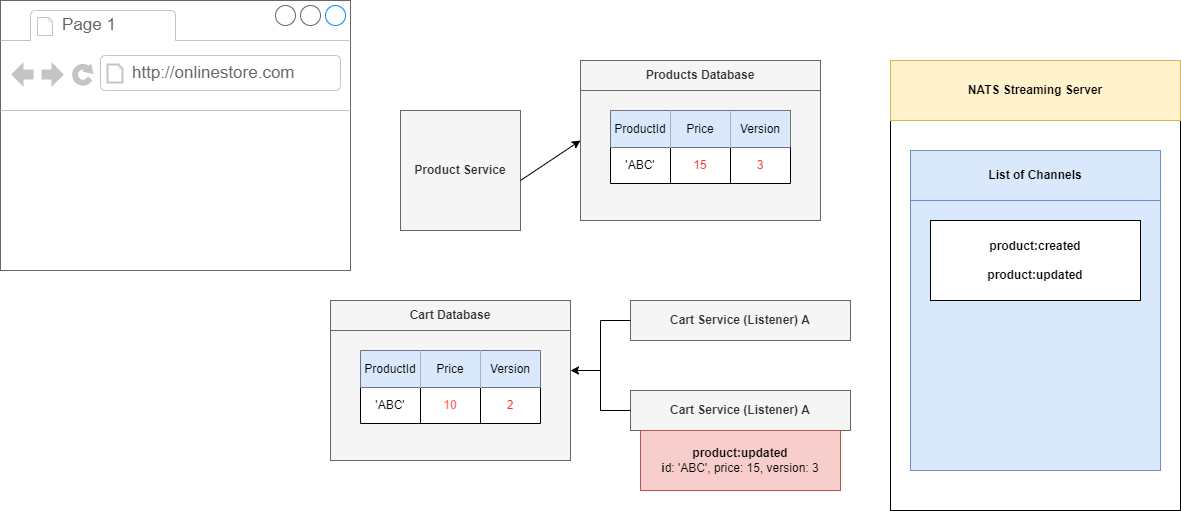 Page 1
http://onlinestore.com
Product Service
Products Database
ProductId Price Version
'ABC' 15 3
NATS Streaming Server
List of Channels
product:created
product:updated
Cart Database
ProductId Price Version
'ABC' 10 2
Cart Service (Listener) A
Cart Service (Listener) A
product:updated
id: 'ABC', price: 15, version: 3